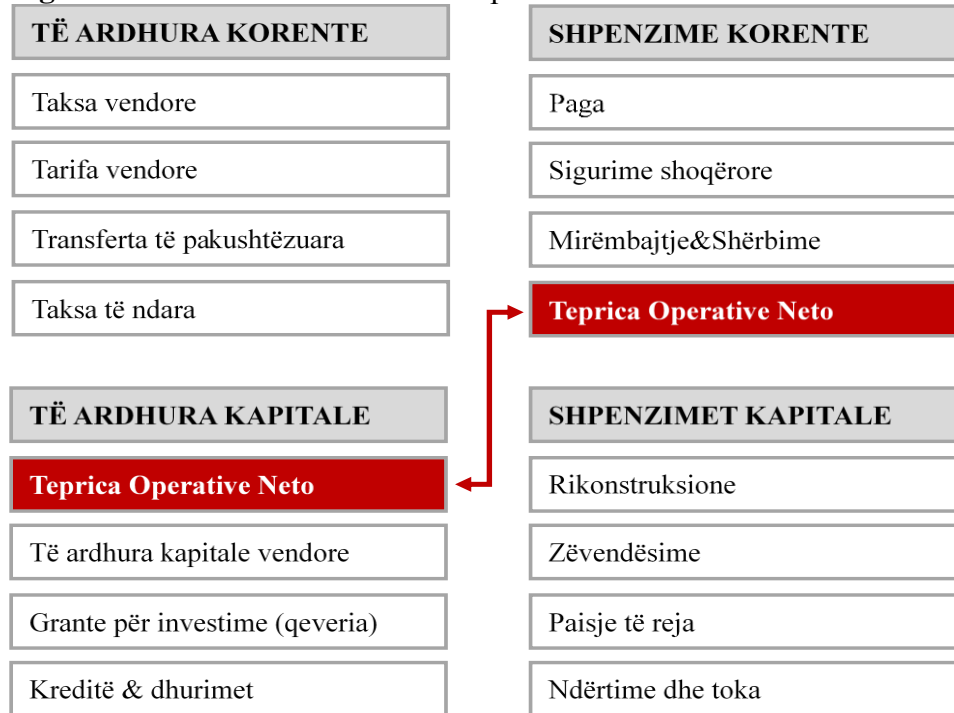 TË ARDHURA KORENTE
Taksa vendore
Tarifa vendore
Transferta të pakushtëzuara
Taksa të ndara
SHPENZIME KORENTE
Paga
Sigurime shoqërore
Mirëmbajtje&Shërbime
Teprica Operative Neto
TË ARDHURA KAPITALE
Teprica Operative Neto
Të ardhura kapitale vendore
Grante për investime (qeveria)
Kreditë & dhurimet
SHPENZIMET KAPITALE
Rikonstruksione
Zëvendësime
Paisje të reja
Ndërtime dhe toka